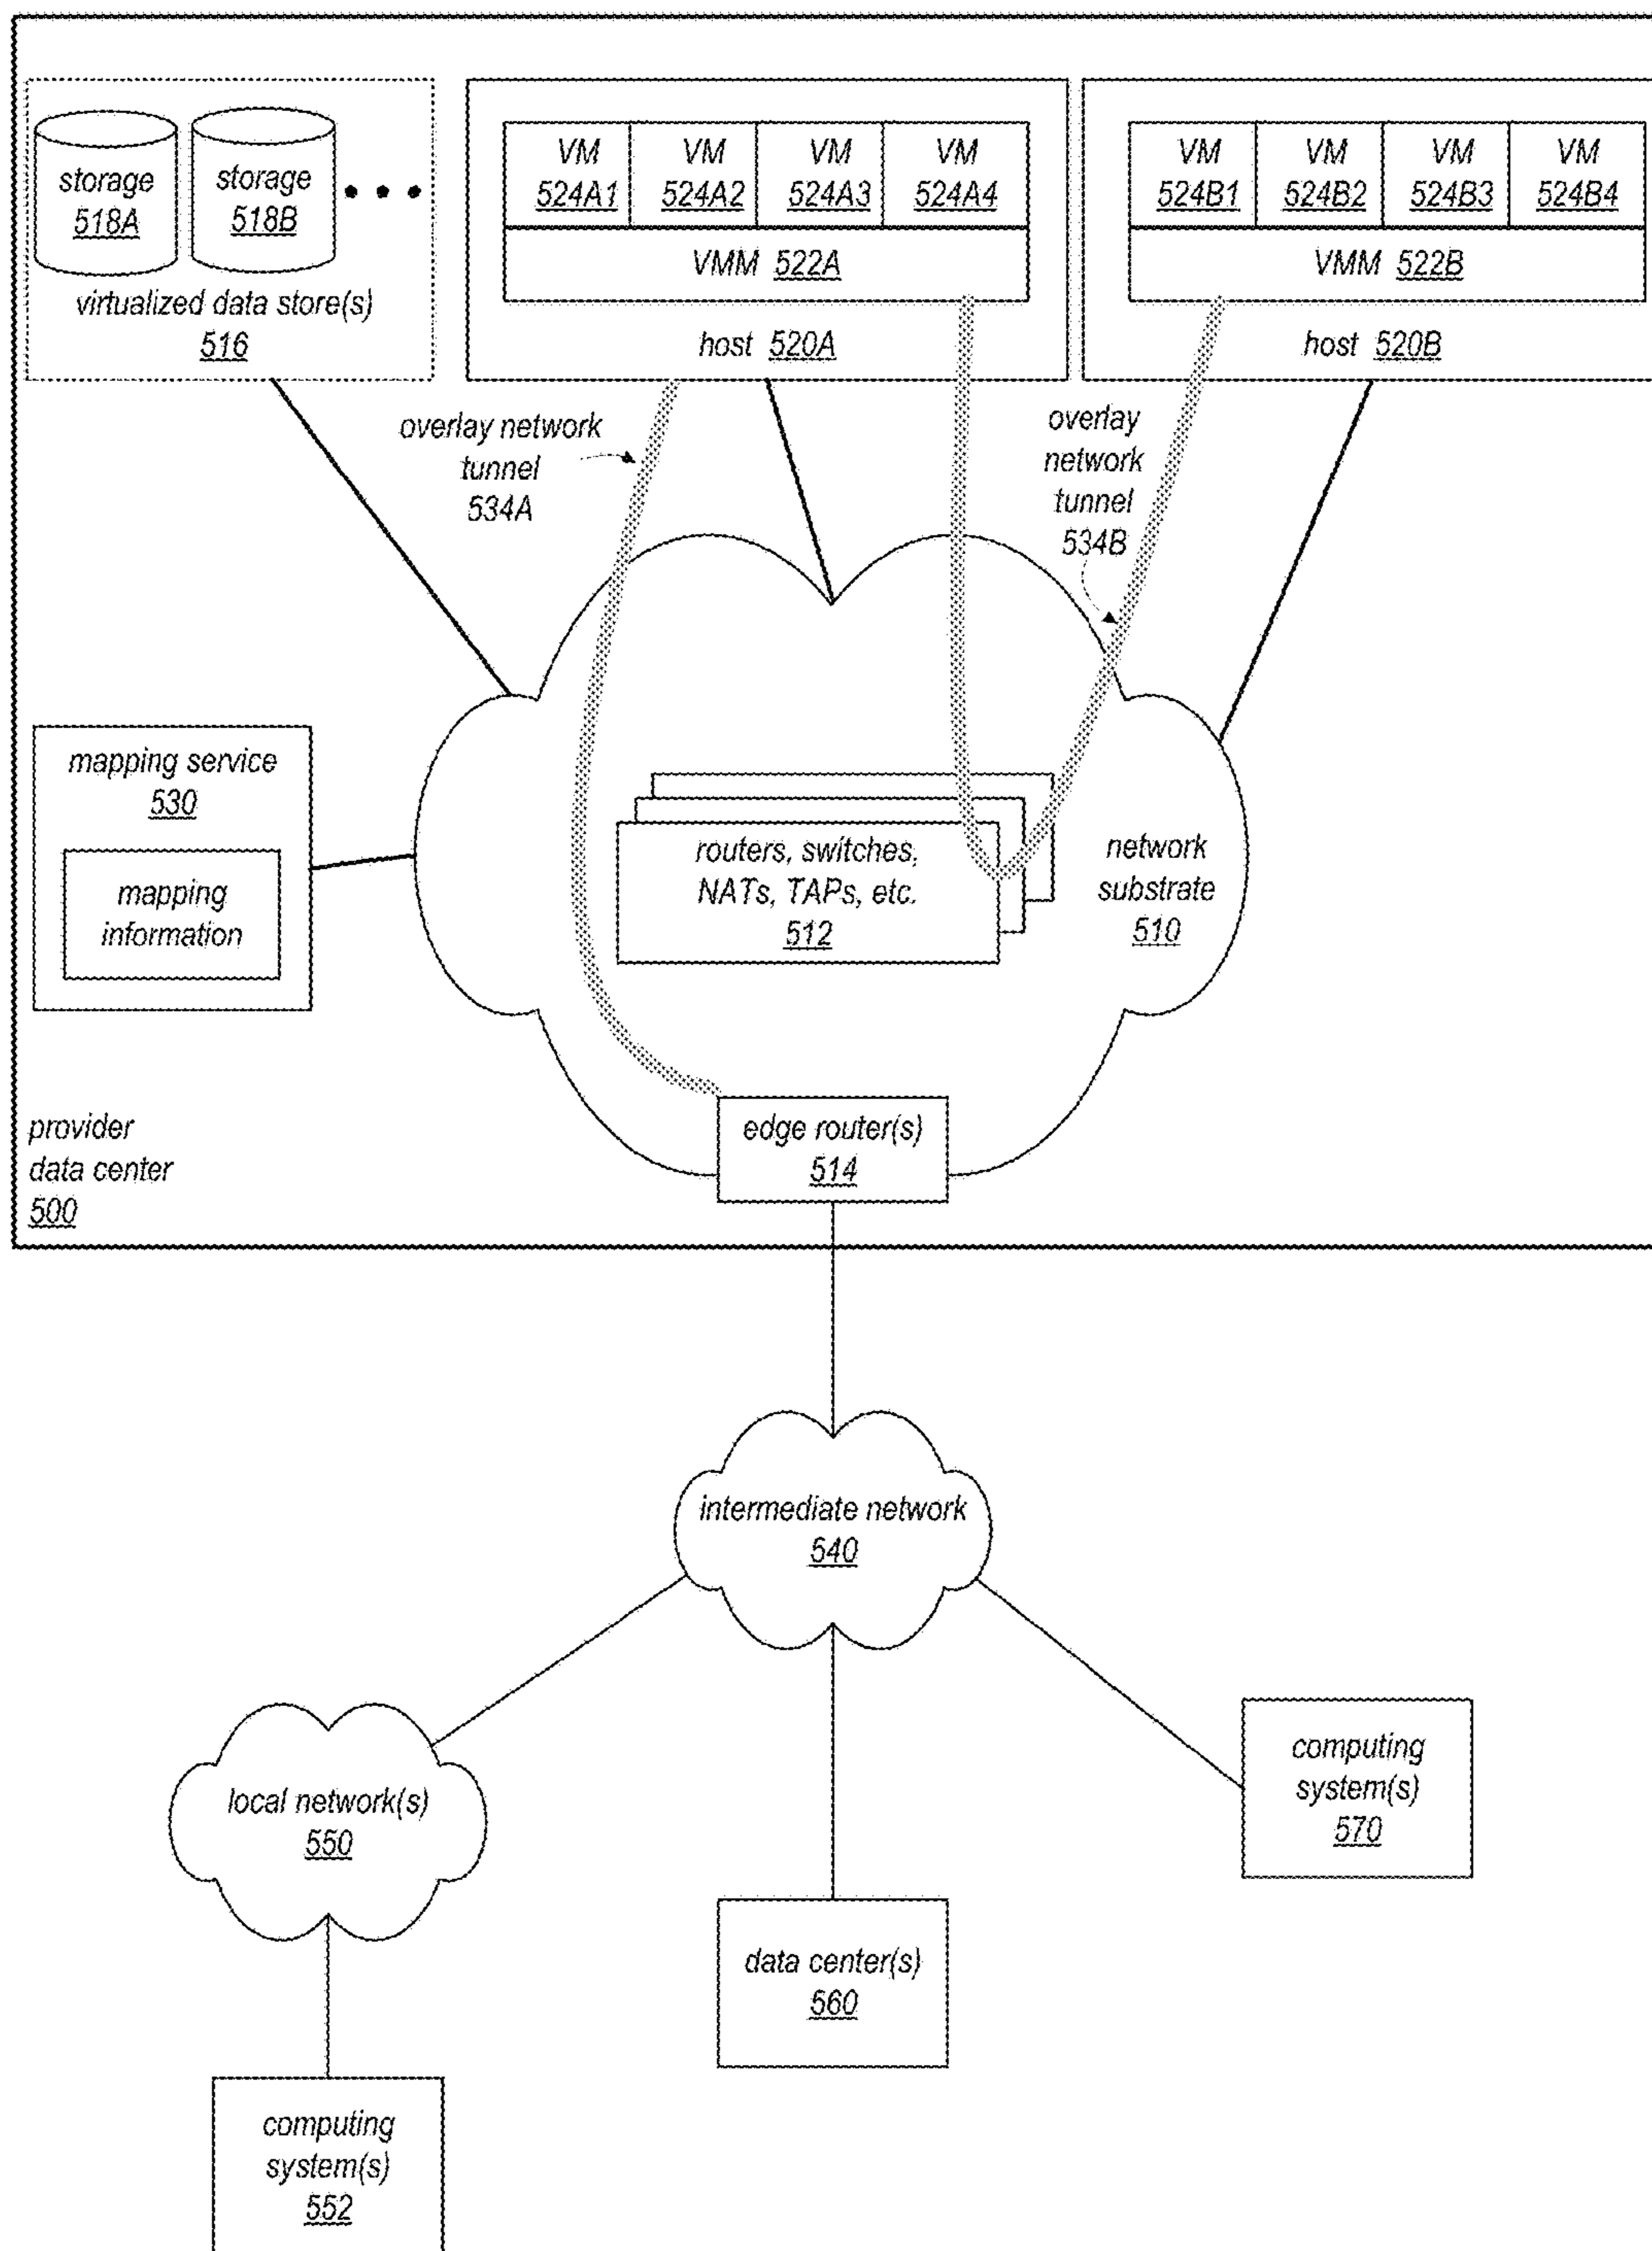 storage
518A
storage
518B
virtualized data store(s)
516
VM
524A1
VM
524A2
VM
524A3
VM
524A4
VMM 522A
host 520A
VM
524B1
VM
524B2
VM
524B3
VM
524B4
VMM 522B
host 520B
overlay network
tunnel
534A
overlay
network
tunnel
534B
mapping service
530
mapping
information
routers, switches,
NATs, TAPs, etc.
512
network
substrate
510
provider
data center
500
edge router(s)
514
intermediate network
540
local network(s)
550
computing
system(s)
570
data center(s)
560
computing
system(s)
552